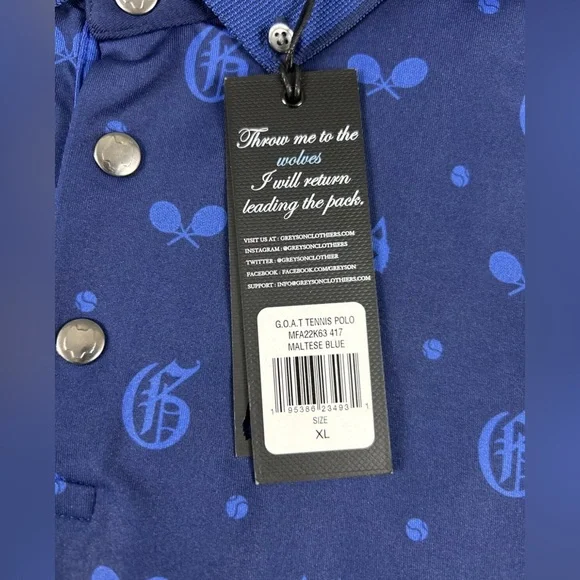 Throw me to the
wolves
I will return
leading the pack.
VISIT US AT : GREYSONCLOTHIERS.COM
INSTAGRAM : @GREYSONCLOTHIERS
TWITTER : @GREYSONCLOTHIER
FACEBOOK : FACEBOOK.COM/GREYSON
SUPPORT : INFO@GREYSONCLOTHIERS.COM
G.O.A.T TENNIS POLO
MFA22K63 417
MALTESE BLUE
1 95386 23493 1
SIZE
XL